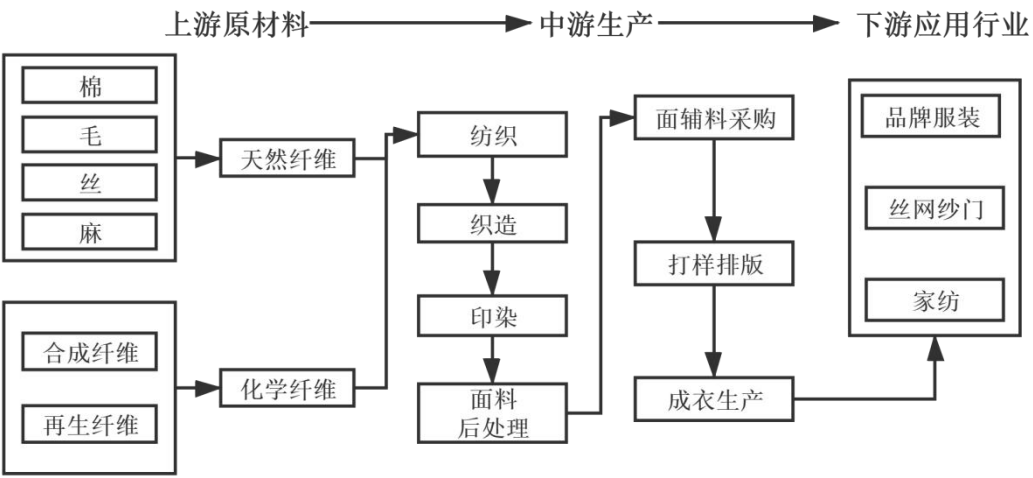 上游原材料
中游生产
下游应用行业
棉
毛
丝
麻
天然纤维
合成纤维
再生纤维
化学纤维
纺织
织造
印染
面料
后处理
面辅料采购
打样排版
成衣生产
品牌服装
丝网纱门
家纺